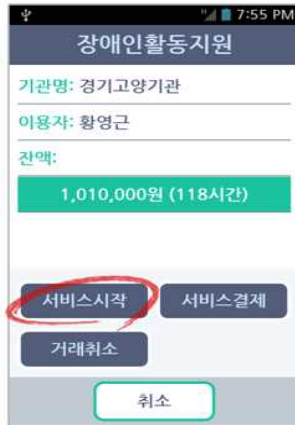 7:55 PM
장애인활동지원
기관명: 경기고양기관
이용자: 황영근
잔액:
1,010,000원 (118시간)
서비스시작 서비스결제
거래취소
취소